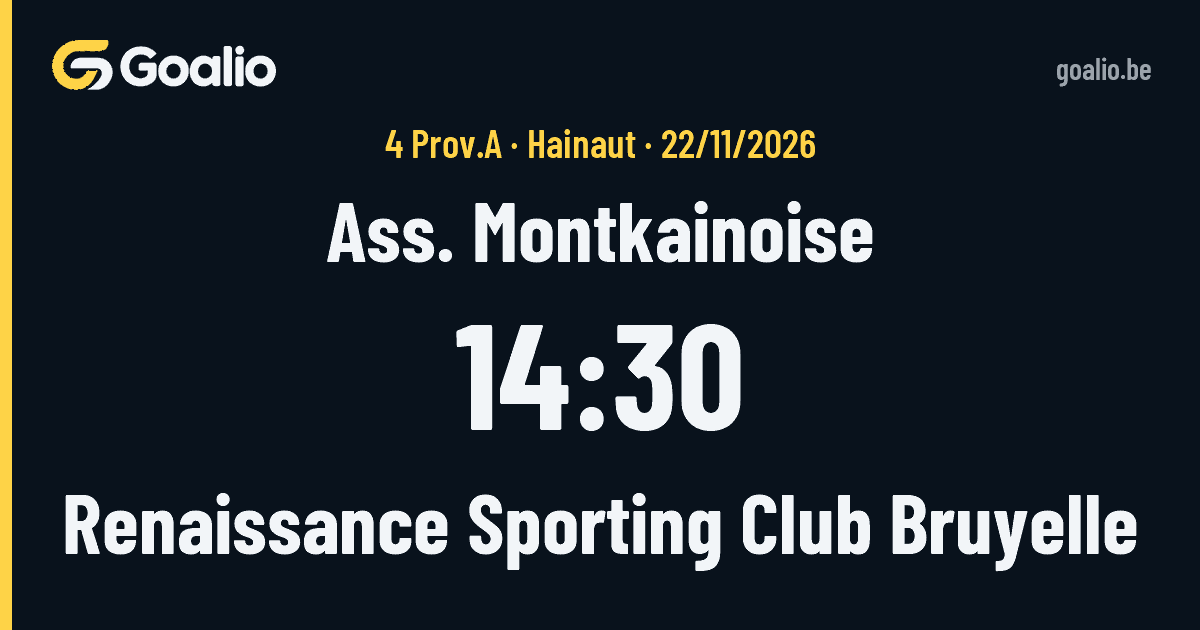 Goalio
goalio.be
4 Prov.A · Hainaut · 22/11/2026
Ass. Montkainoise
14:30
Renaissance Sporting Club Bruyelle